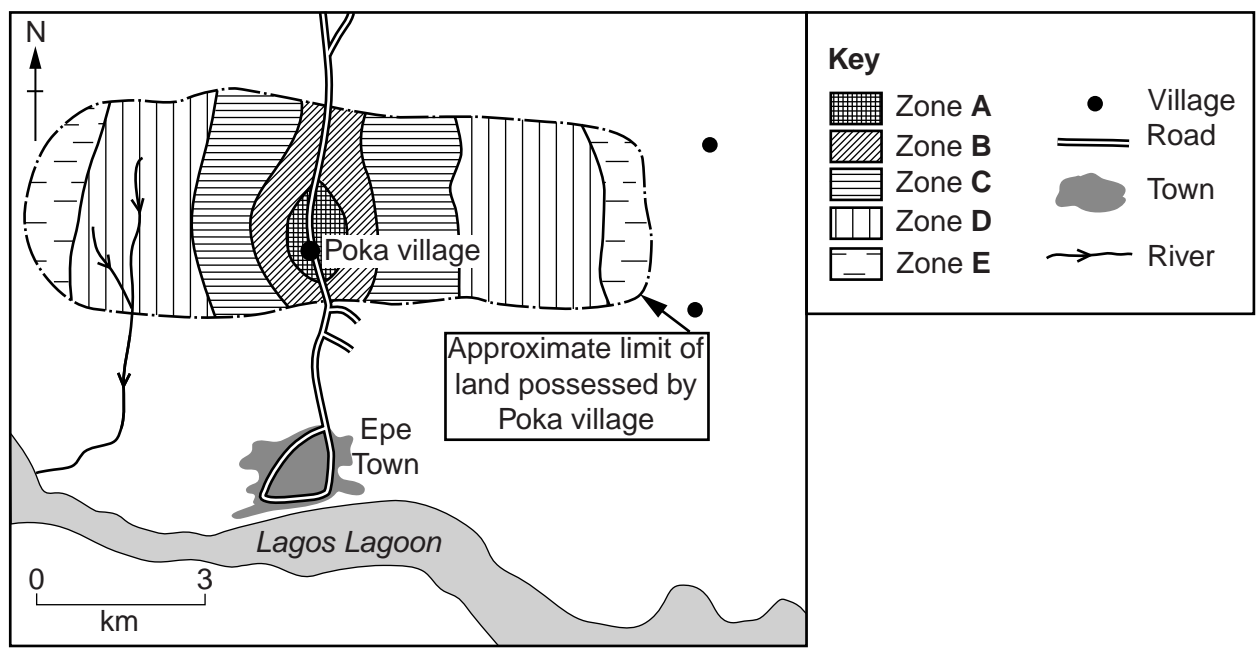 N
Poka village
Approximate limit of
land possessed by
Poka village
Epe
Town
Lagos Lagoon
0 3
km
Key
Zone A
Zone B
Zone C
Zone D
Zone E
Village
Road
Town
River